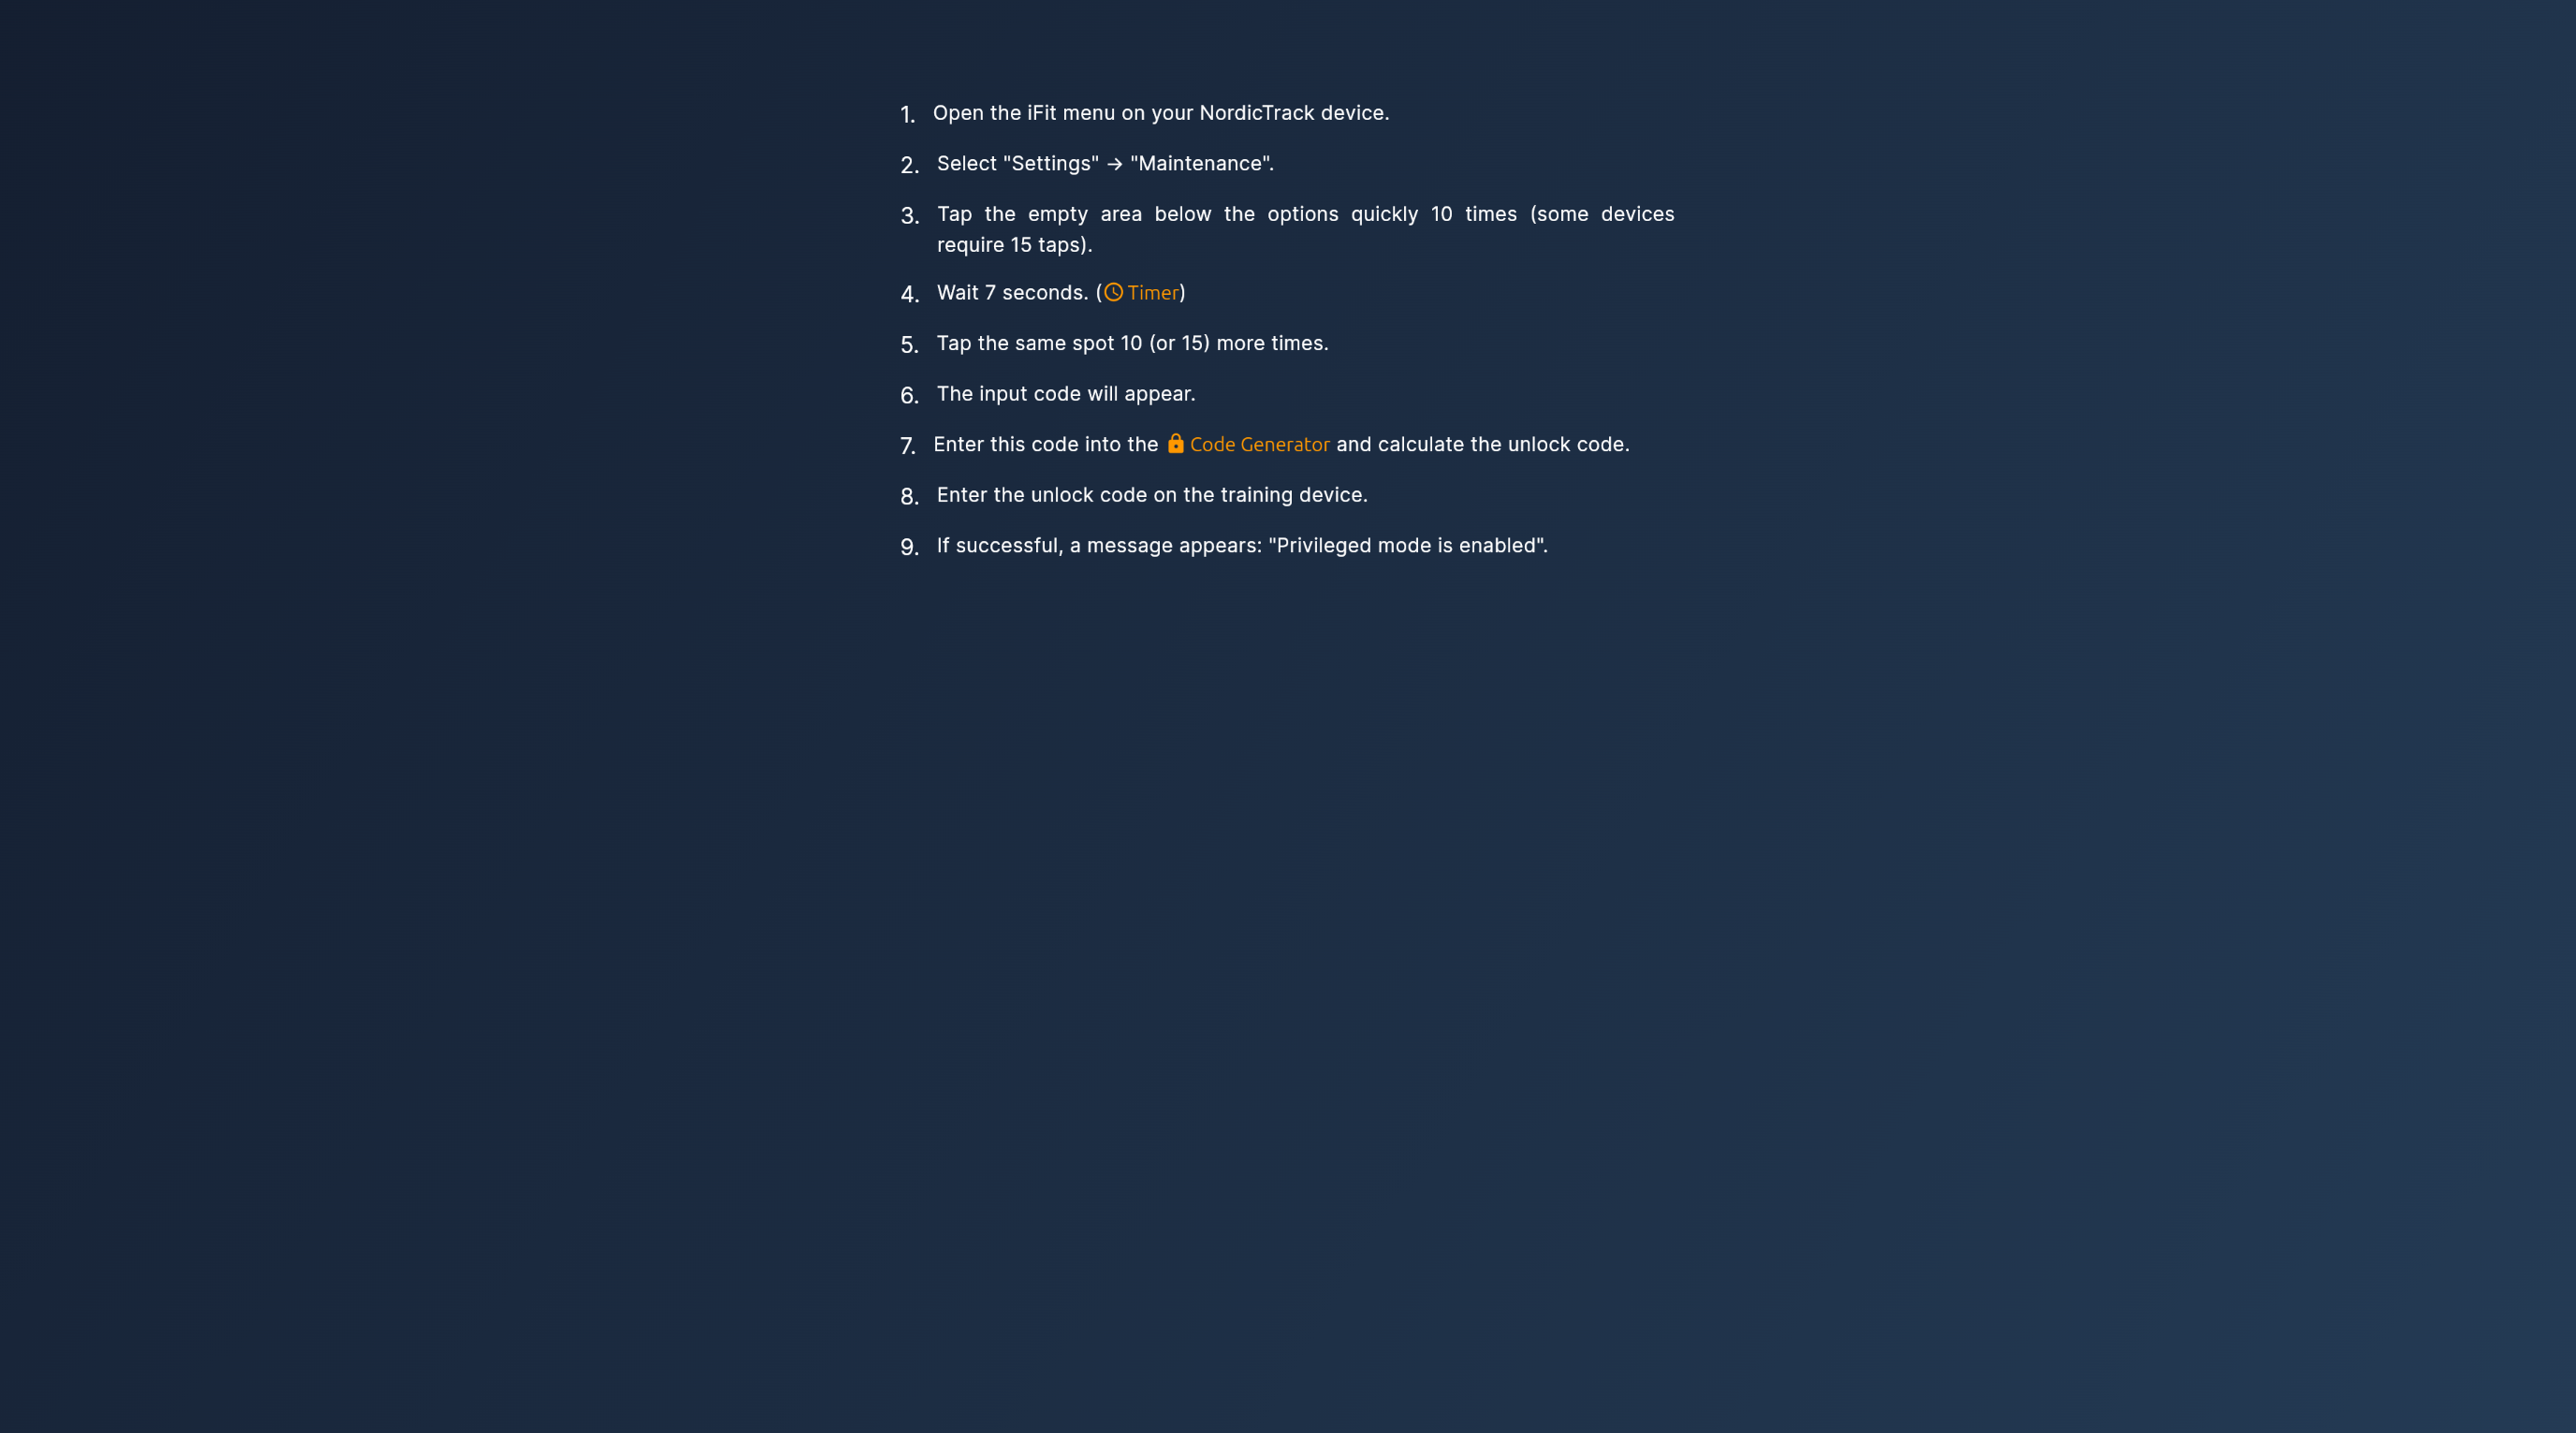 1. Open the iFit menu on your NordicTrack device.
2. Select "Settings" → "Maintenance".
3. Tap the empty area below the options quickly 10 times (some devices
require 15 taps).
4. Wait 7 seconds. (Timer)
5. Tap the same spot 10 (or 15) more times.
6. The input code will appear.
7. Enter this code into the Code Generator and calculate the unlock code.
8. Enter the unlock code on the training device.
9. If successful, a message appears: "Privileged mode is enabled".